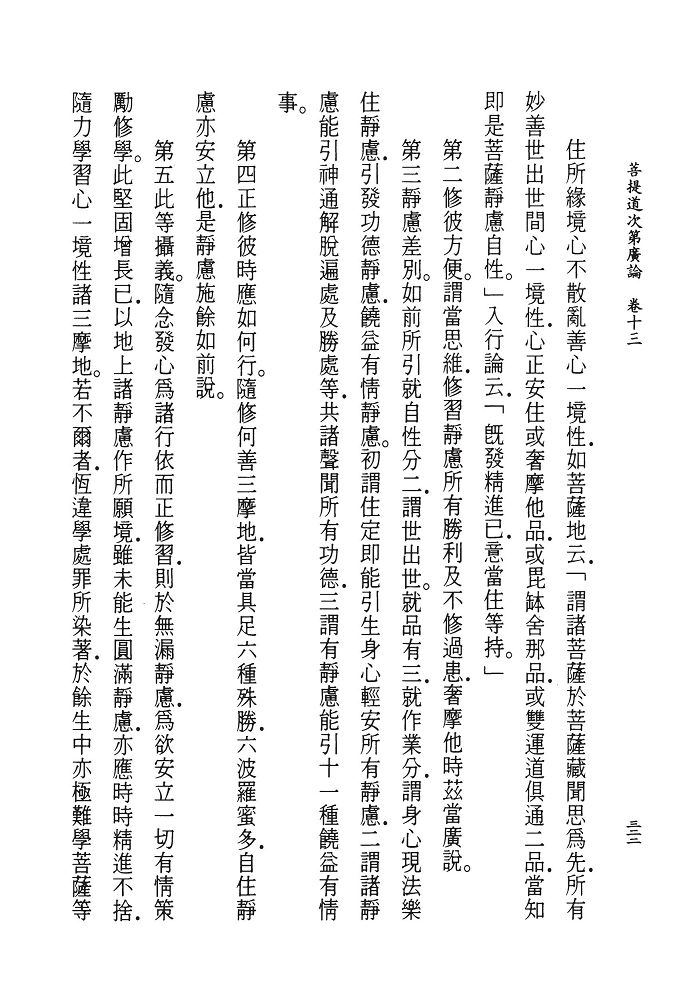 菩提道次第廣論　卷十三
三二二
住所緣境心不散亂善心一境性．如菩薩地云．「謂諸菩薩於菩薩藏聞思爲先．所有
妙善世出世間心一境性．心正安住或奢摩他品．或毘缽舍那品．或雙運道俱通二品．當知
即是菩薩靜慮自性。」入行論云．「旣發精進已．意當住等持。」
第二修彼方便。謂當思維．修習靜慮所有勝利及不修過患．奢摩他時茲當廣說。
第三靜慮差別。如前所引就自性分二．謂世出世。就品有三．就作業分．謂身心現法樂
住靜慮．引發功德靜慮．饒益有情靜慮。初謂住定即能引生身心輕安所有靜慮．二謂諸靜
慮能引神通解脫遍處及勝處等．共諸聲聞所有功德．三謂有靜慮能引十一種饒益有情
事。
第四正修彼時應如何行。隨修何善三摩地．皆當具足六種殊勝．六波羅蜜多．自住靜
慮亦安立他．是靜慮施餘如前說。
第五此等攝義。隨念發心爲諸行依而正修習．則於無漏靜慮．爲欲安立一切有情策
勵修學。此堅固增長已．以地上諸靜慮作所願境．雖未能生圓滿靜慮．亦應時時精進不捨．
隨力學習心一境性諸三摩地。若不爾者．恆違學處罪所染著．於餘生中亦極難學菩薩等